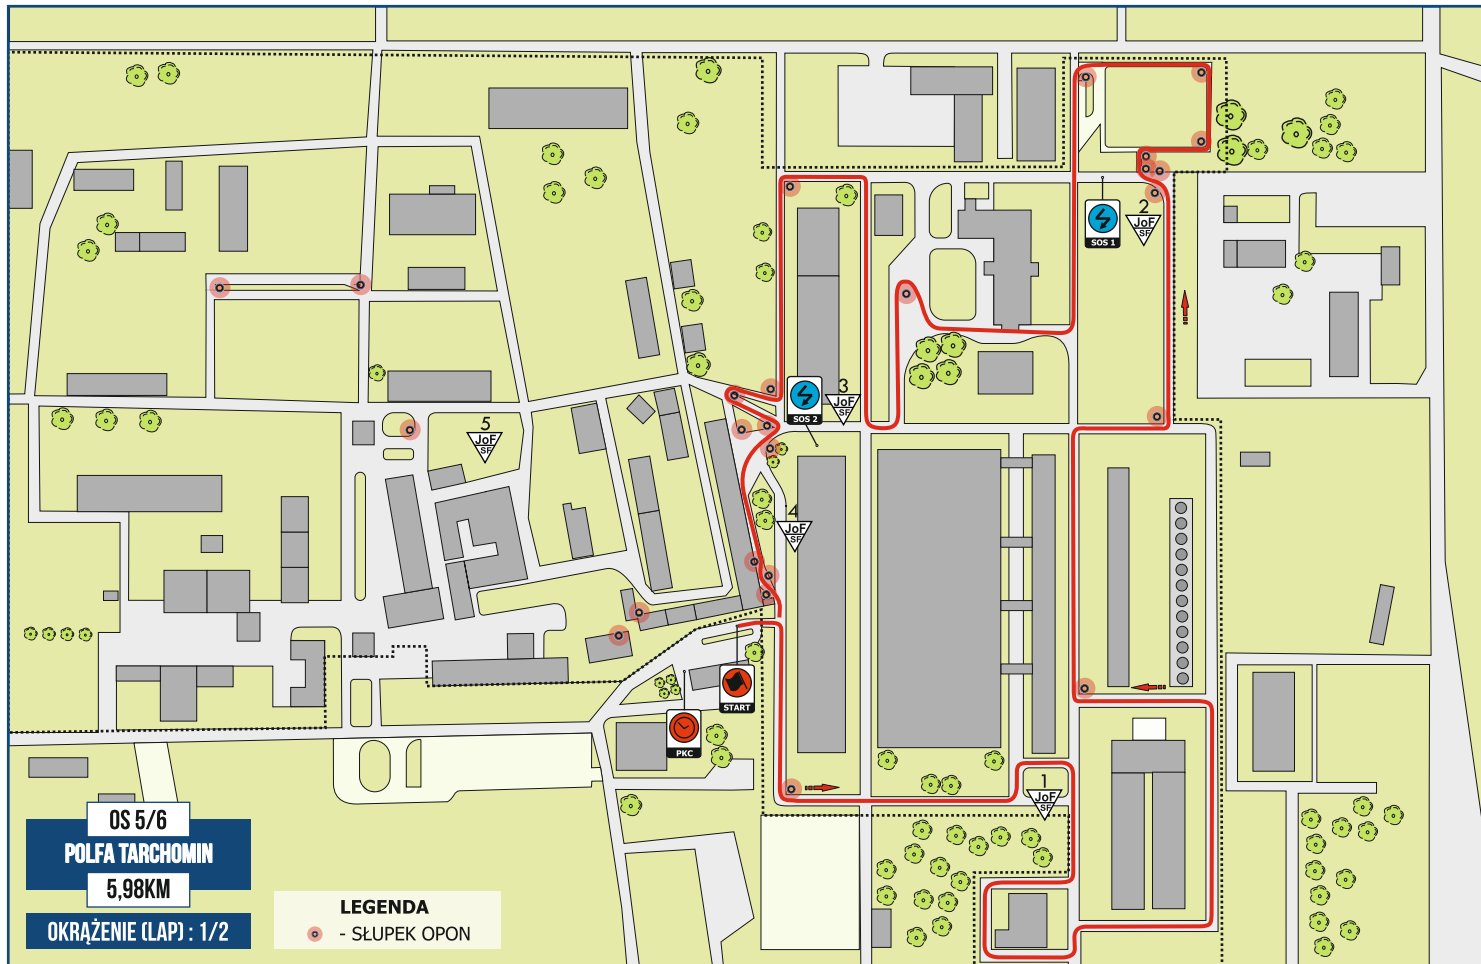 2
JoF
SF
SOS 1
3
JoF
SF
SOS 2
5
JoF
SF
4
JoF
SF
START
PKC
1
JoF
SF
OS 5/6
POLFA TARCHOMIN
5,98KM
OKRĄŻENIE (LAP) : 1/2
LEGENDA
- SŁUPEK OPON